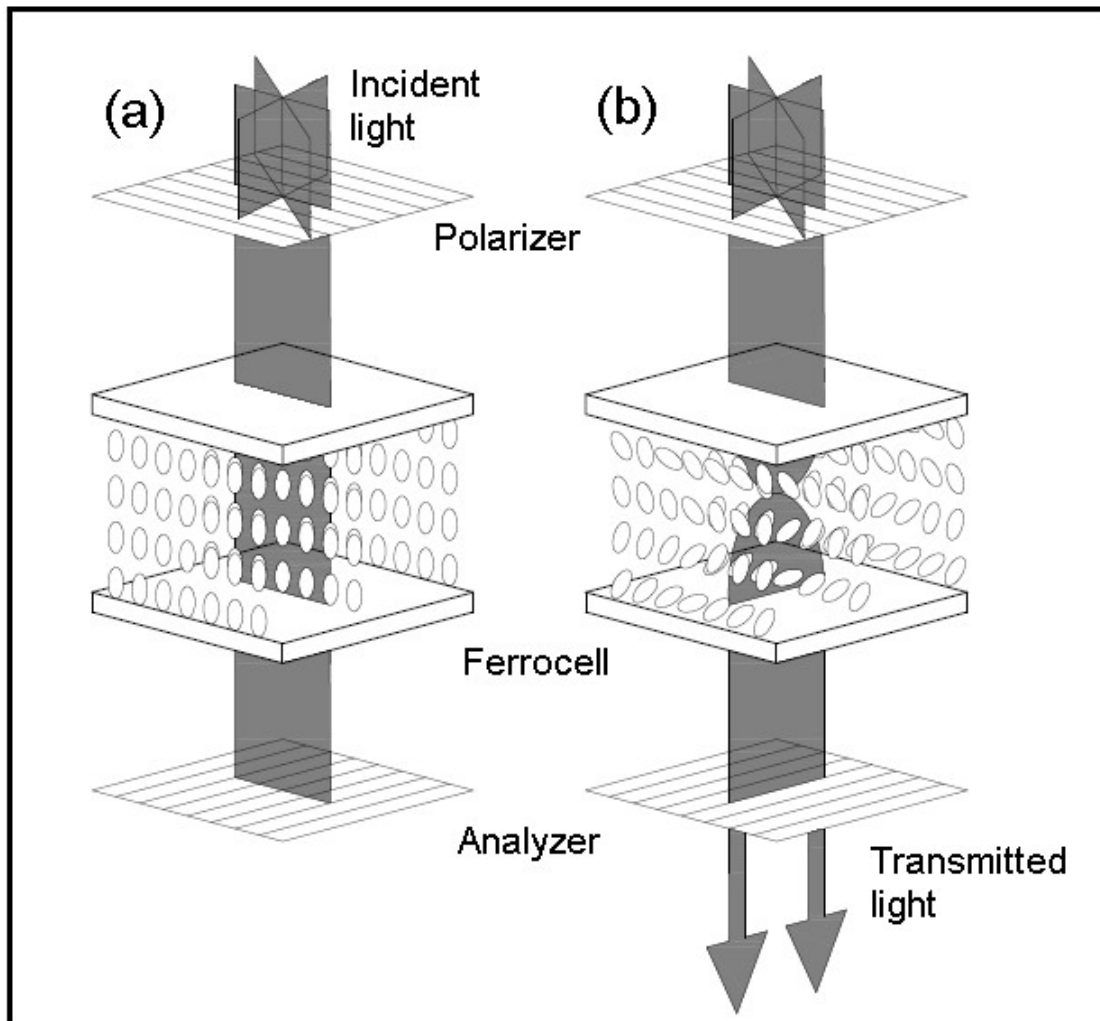 (a)
Incident
light
(b)
Polarizer
Ferrocell
Analyzer
Transmitted
light